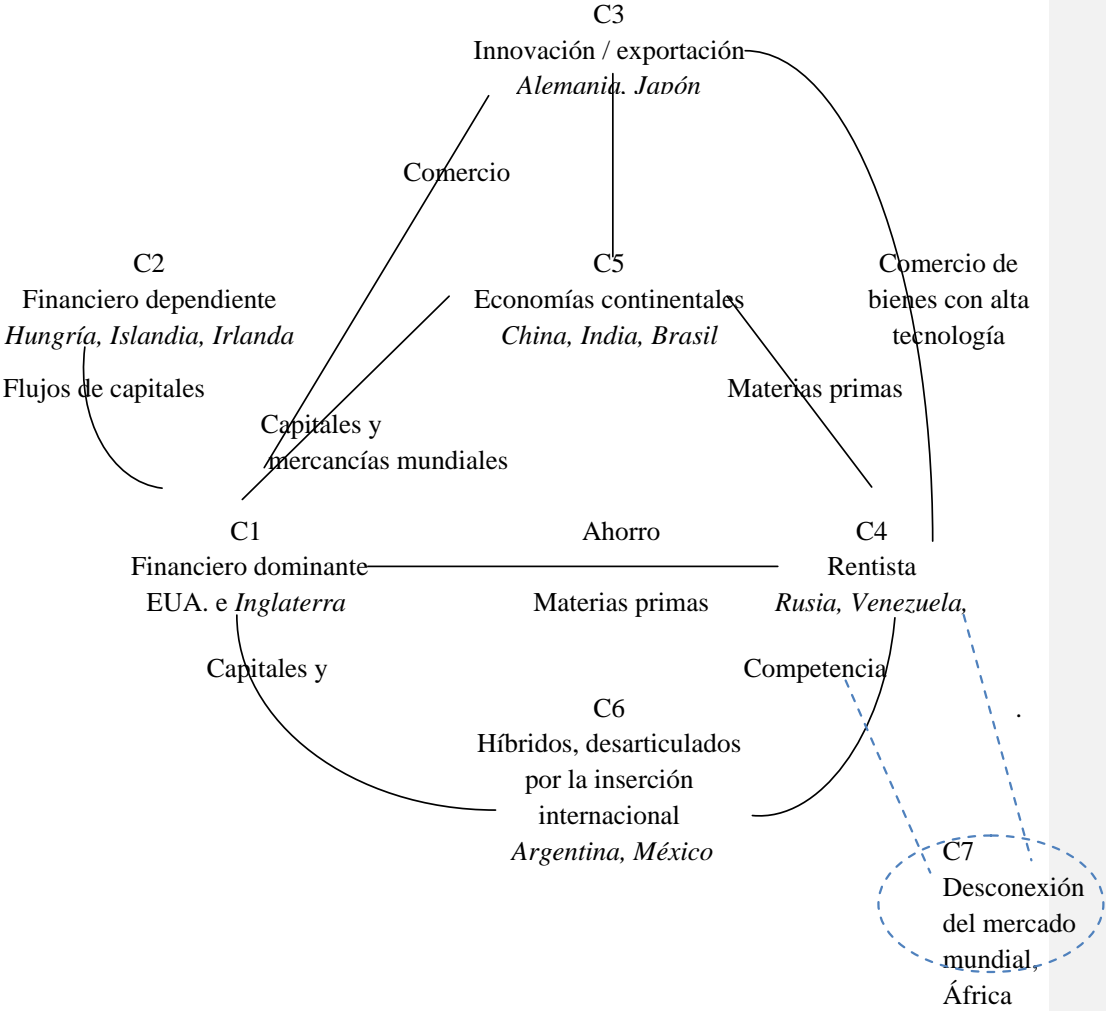 C3
Innovación / exportación
Alemania, Japón
Comercio
C2
Financiero dependiente
Hungría, Islandia, Irlanda
Flujos de capitales
C5
Economías continentales
China, India, Brasil
Comercio de
bienes con alta
tecnología
Materias primas
Capitales y
mercancías mundiales
C1
Financiero dominante
EUA. e Inglaterra
Ahorro
Materias primas
C4
Rentista
Rusia, Venezuela,
Capitales y
Competencia
.
C6
Híbridos, desarticulados
por la inserción
internacional
Argentina, México
C7
Desconexión
del mercado
mundial,
África